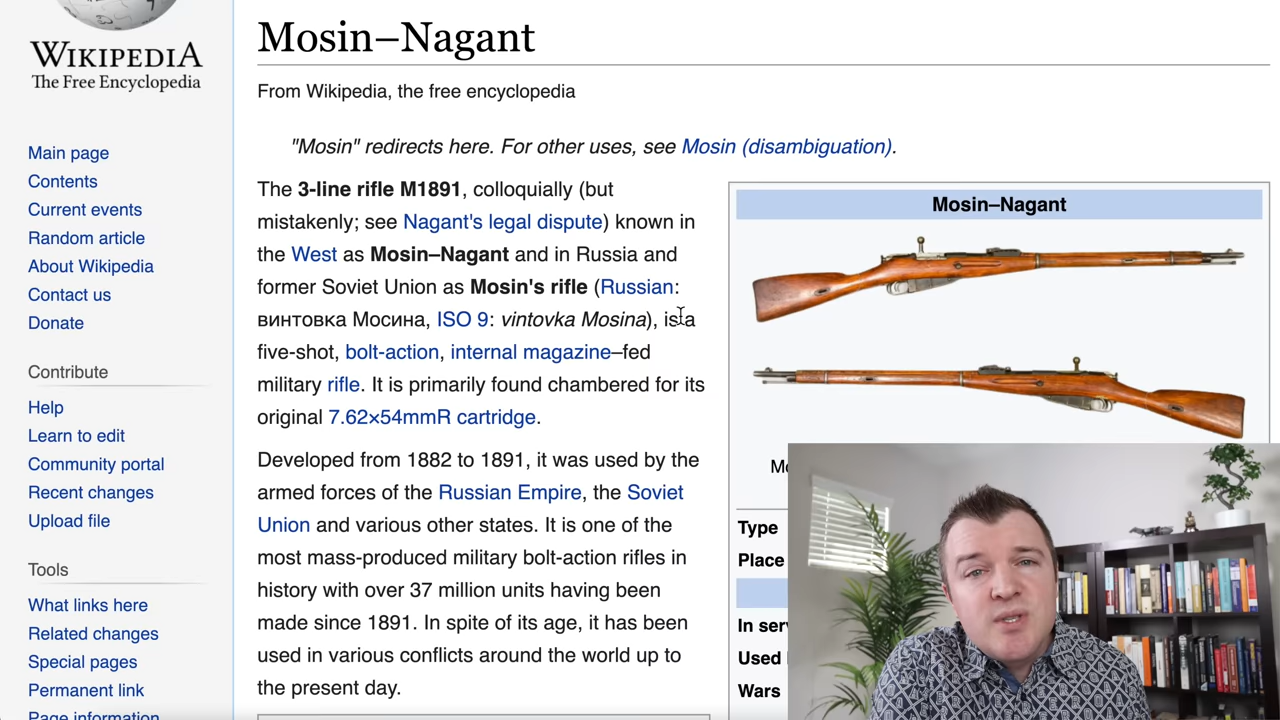 WIKIPEDIA
The Free Encyclopedia
Main page
Contents
Current events
Random article
About Wikipedia
Contact us
Donate
Contribute
Help
Learn to edit
Community portal
Recent changes
Upload file
Tools
What links here
Related changes
Special pages
Permanent link
Page information
Mosin–Nagant
From Wikipedia, the free encyclopedia
"Mosin" redirects here. For other uses, see Mosin (disambiguation).
The 3-line rifle M1891, colloquially (but
mistakenly; see Nagant's legal dispute) known in
the West as Mosin–Nagant and in Russia and
former Soviet Union as Mosin's rifle (Russian:
винтовка Мосина, ISO 9: vintovka Mosina), is a
five-shot, bolt-action, internal magazine–fed
military rifle. It is primarily found chambered for its
original 7.62×54mmR cartridge.
Developed from 1882 to 1891, it was used by the
armed forces of the Russian Empire, the Soviet
Union and various other states. It is one of the
most mass-produced military bolt-action rifles in
history with over 37 million units having been
made since 1891. In spite of its age, it has been
used in various conflicts around the world up to
the present day.
Mosin–Nagant
Type
Place
In serv
Used
Wars